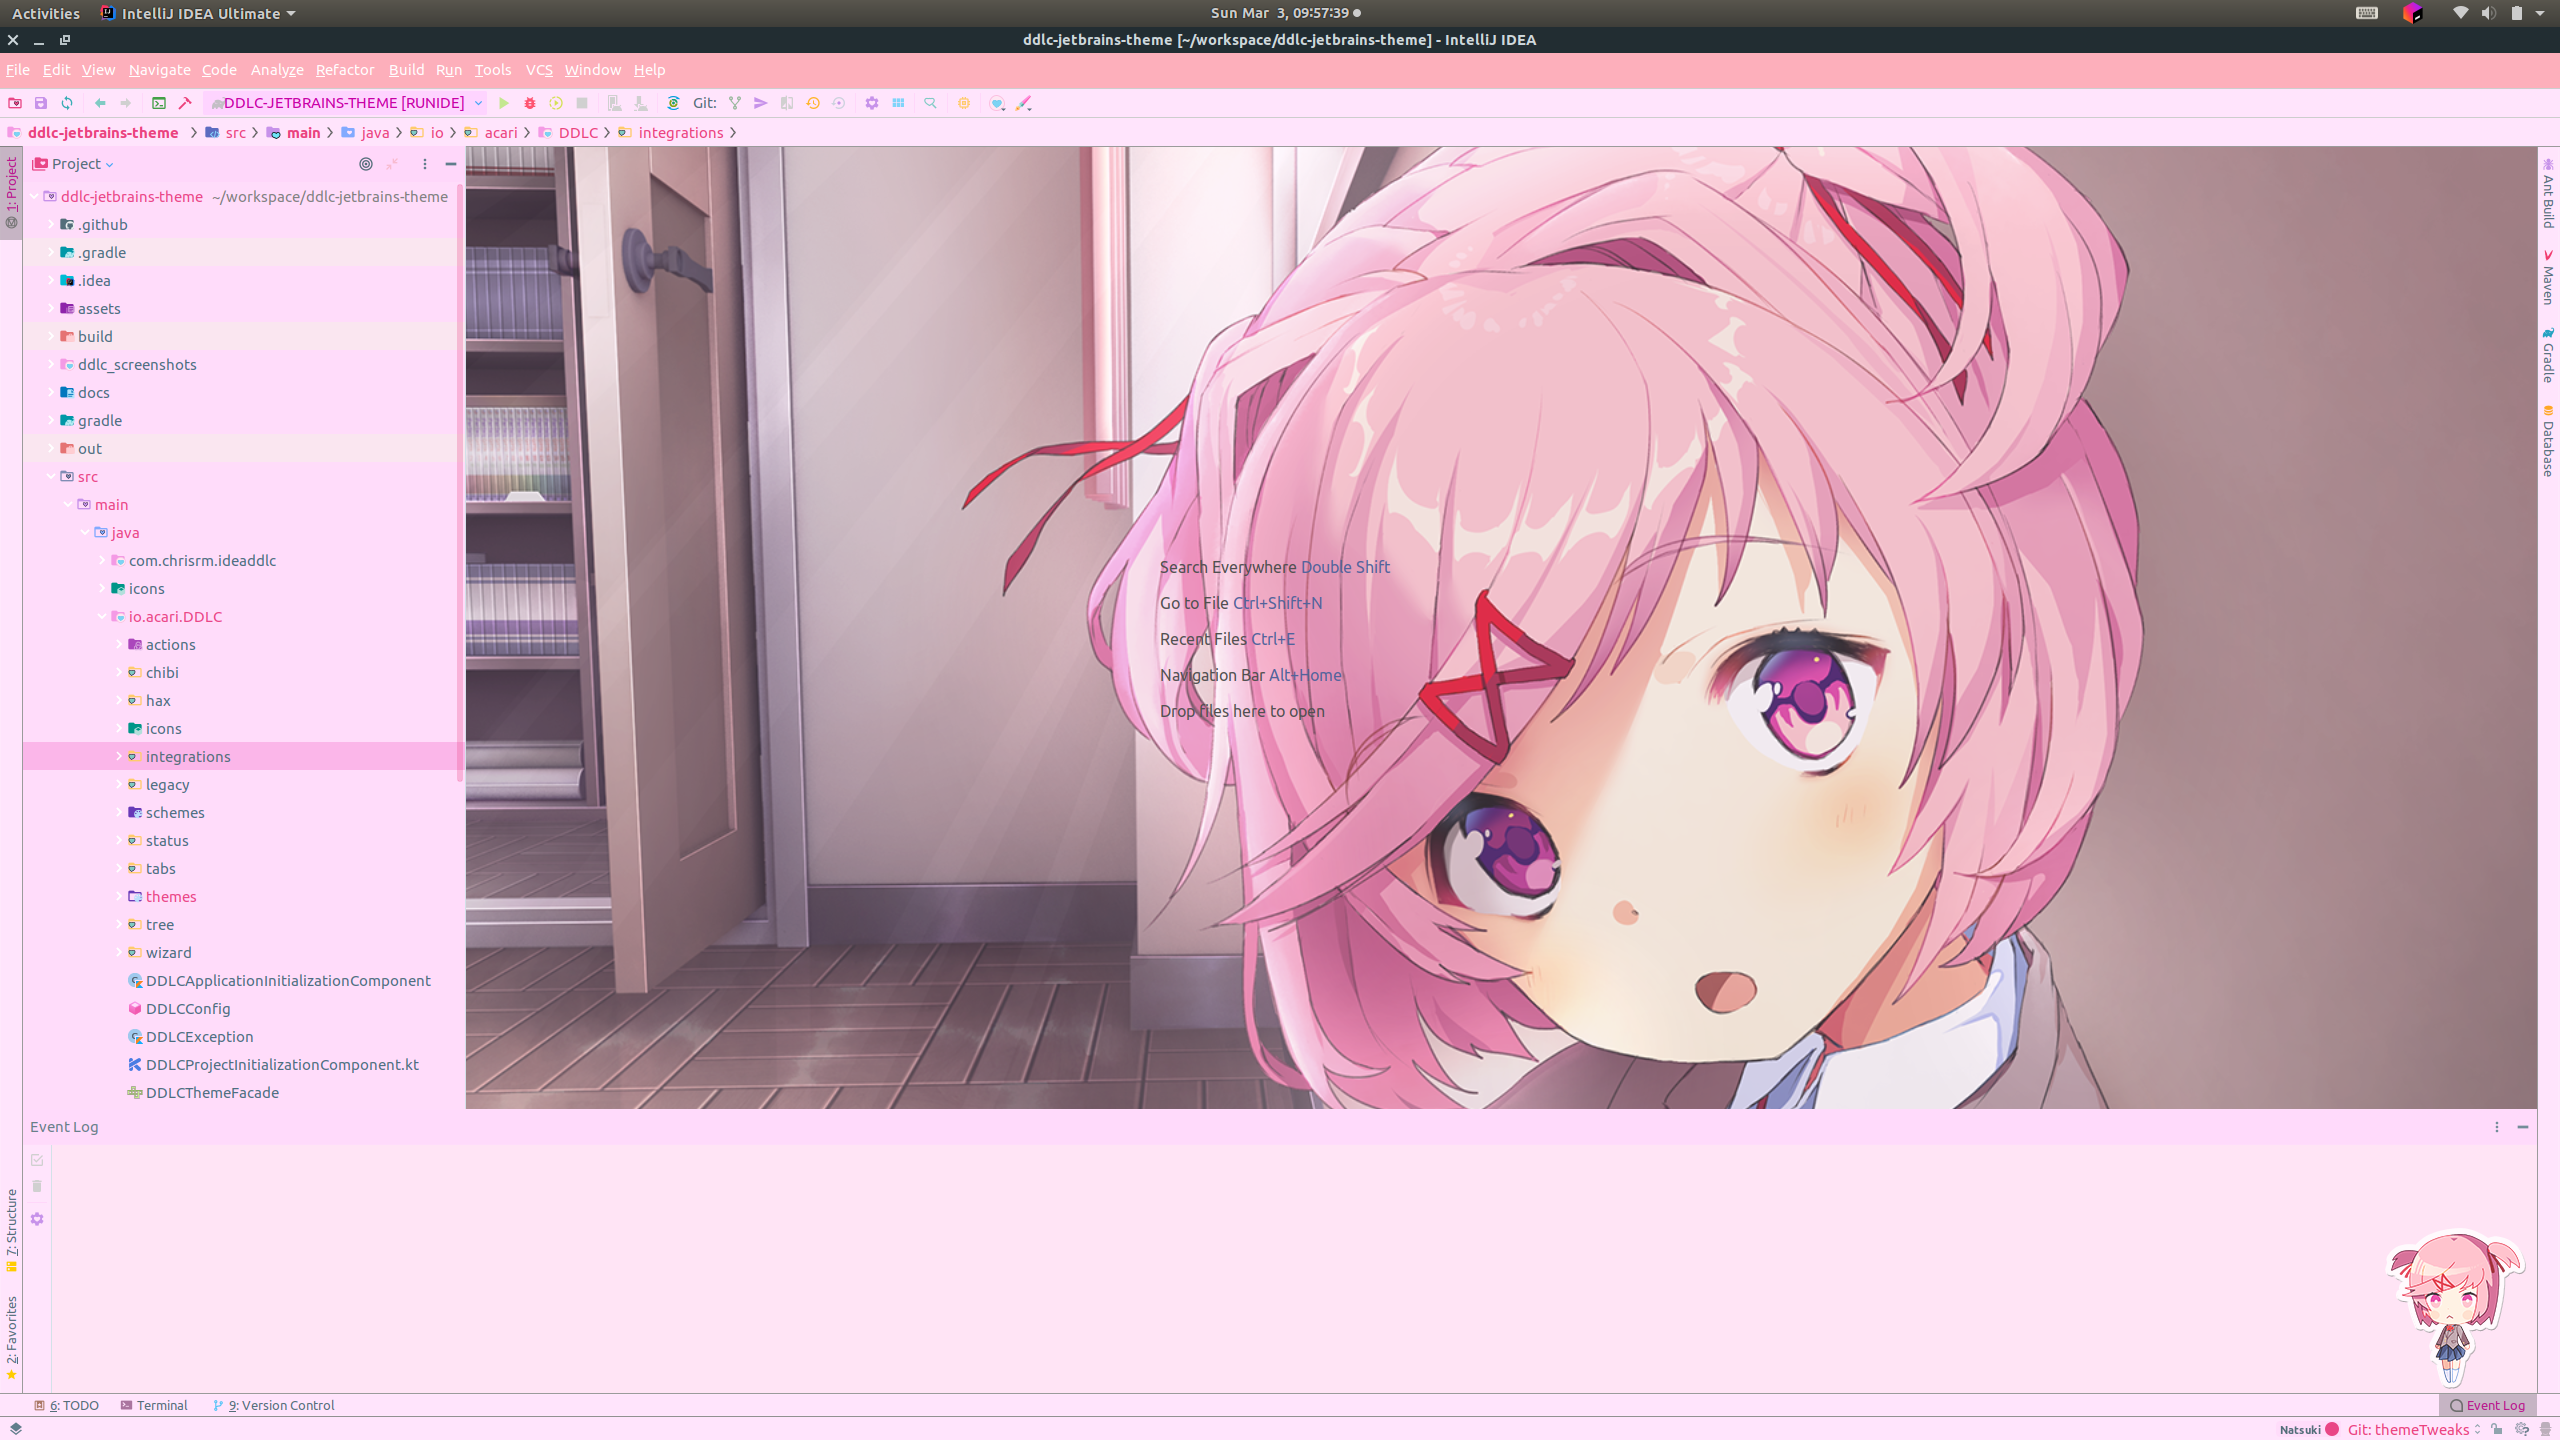 Activities IntelliJ IDEA Ultimate Sun Mar 3, 09:57:39
ddlc-jetbrains-theme [~/workspace/ddlc-jetbrains-theme] - IntelliJ IDEA
File Edit View Navigate Code Analyze Refactor Build Run Tools VCS Window Help
DDLC-JETBRAINS-THEME [RUNIDE] Git:
ddlc-jetbrains-theme src main java io acari DDLC integrations
1: Project
Project
ddlc-jetbrains-theme ~/workspace/ddlc-jetbrains-theme
.github
.gradle
.idea
assets
build
ddlc_screenshots
docs
gradle
out
src
main
java
com.chrisrm.ideaddlc
icons
io.acari.DDLC
actions
chibi
hax
icons
integrations
legacy
schemes
status
tabs
themes
tree
wizard
DDLCApplicationInitializationComponent
DDLCConfig
DDLCException
DDLCProjectInitializationComponent.kt
DDLCThemeFacade
Search Everywhere Double Shift
Go to File Ctrl+Shift+N
Recent Files Ctrl+E
Navigation Bar Alt+Home
Drop files here to open
Ant Build
Maven
Gradle
Database
Event Log
7: Structure
2: Favorites
6: TODO Terminal 9: Version Control Event Log
Natsuki Git: themeTweaks